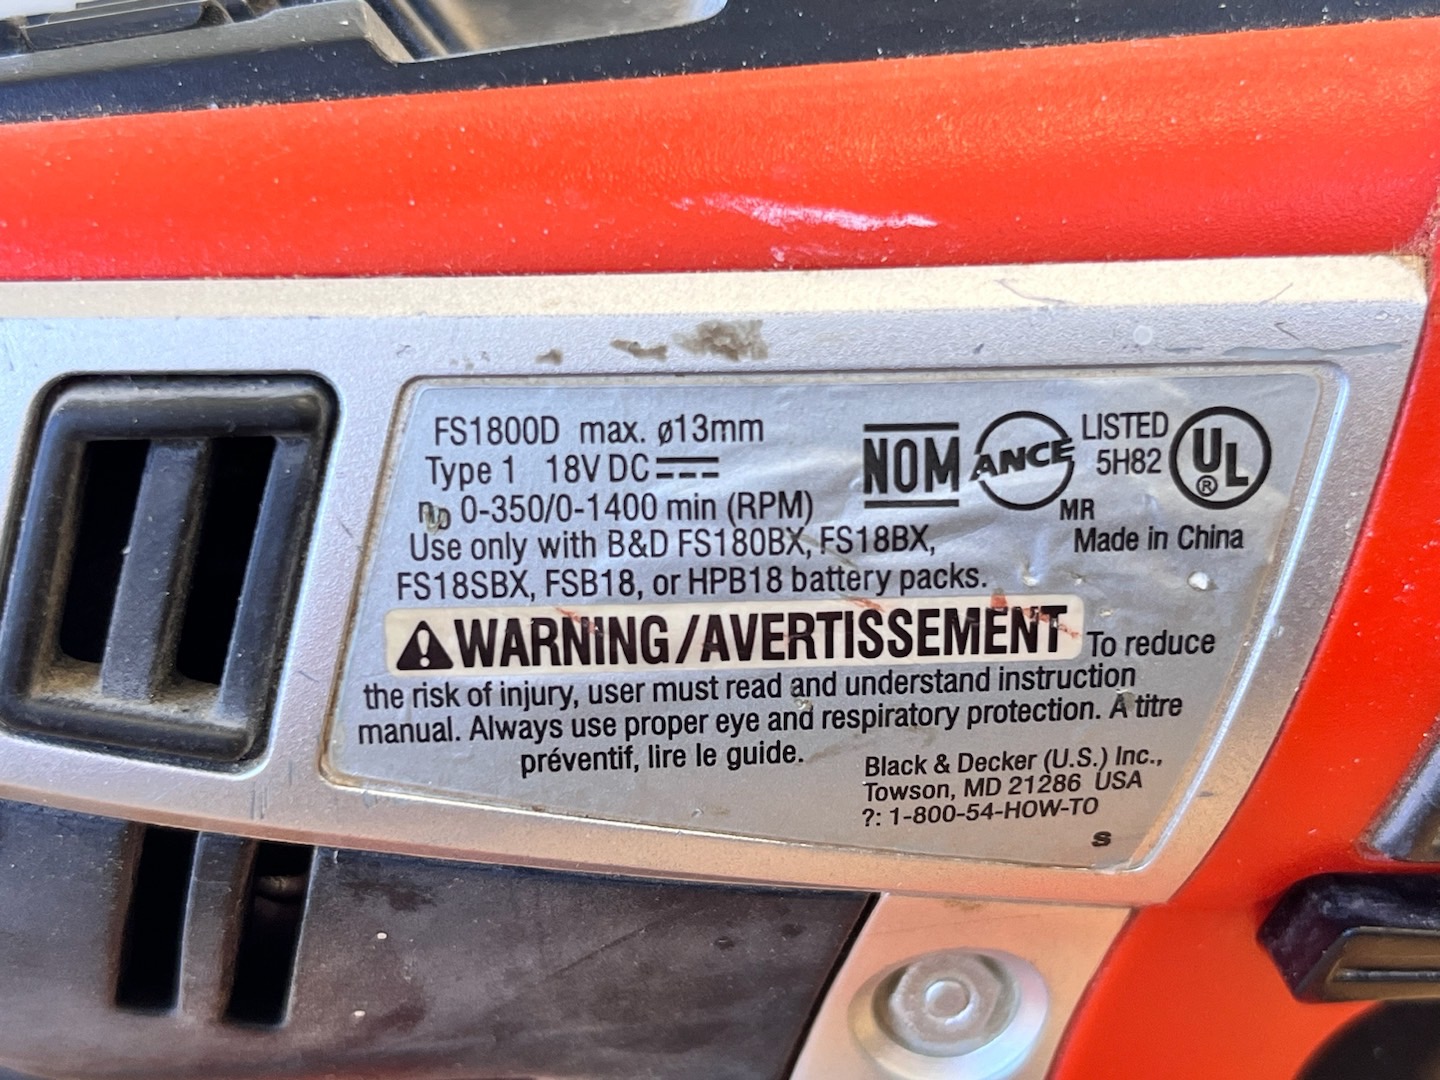 FS1800D max. ø13mm
Type 1 18V DC
n₀ 0-350/0-1400 min (RPM)
Use only with B&D FS180BX, FS18BX,
FS18SBX, FSB18, or HPB18 battery packs.
NOM
ANCE
MR
LISTED
5H82
UL
®
Made in China
WARNING/AVERTISSEMENT To reduce
the risk of injury, user must read and understand instruction
manual. Always use proper eye and respiratory protection. À titre
préventif, lire le guide.
Black & Decker (U.S.) Inc.,
Towson, MD 21286 USA
?: 1-800-54-HOW-TO
S